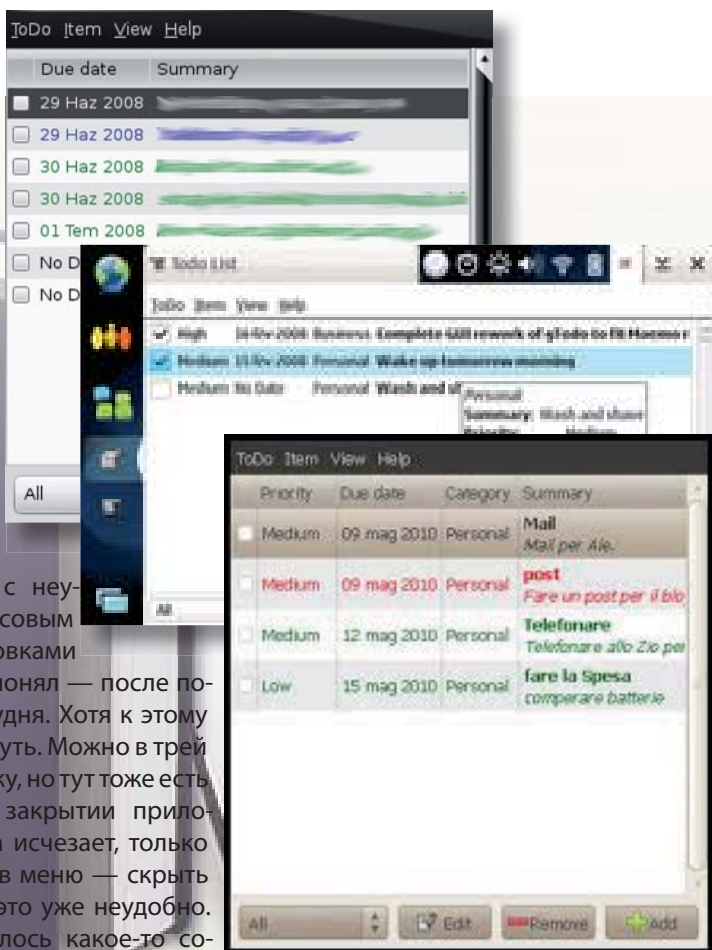 ToDo Item View Help
Due date Summary
29 Haz 2008
29 Haz 2008
30 Haz 2008
30 Haz 2008
01 Tem 2008
No D
No D
All
Todo List
ToDo Item View Help
High 2008 Business Complete GUI rework of gTodo to fit Maemo
Medium 2008 Personal Wake up tomorrow morning
Medium No Date Personal Wash and
Personal
Summary: Wash and shave
Priority: Medium
All
ToDo Item View Help
Priority Due date Category Summary
Medium 09 mag 2010 Personal Mail
Mail per Ale.
Medium 09 mag 2010 Personal post
Fare un post per il blo
Medium 12 mag 2010 Personal Telefonare
Telefonare allo Zio per
Low 15 mag 2010 Personal fare la Spesa
comperare batterie
All Edit Remove Add
с неу-
совым
овками
понял — после по-
удня. Хотя к этому
нуть. Можно в трей
ку, но тут тоже есть
закрытии прило-
а исчезает, только
в меню — скрыть
это уже неудобно.
лось какое-то со-